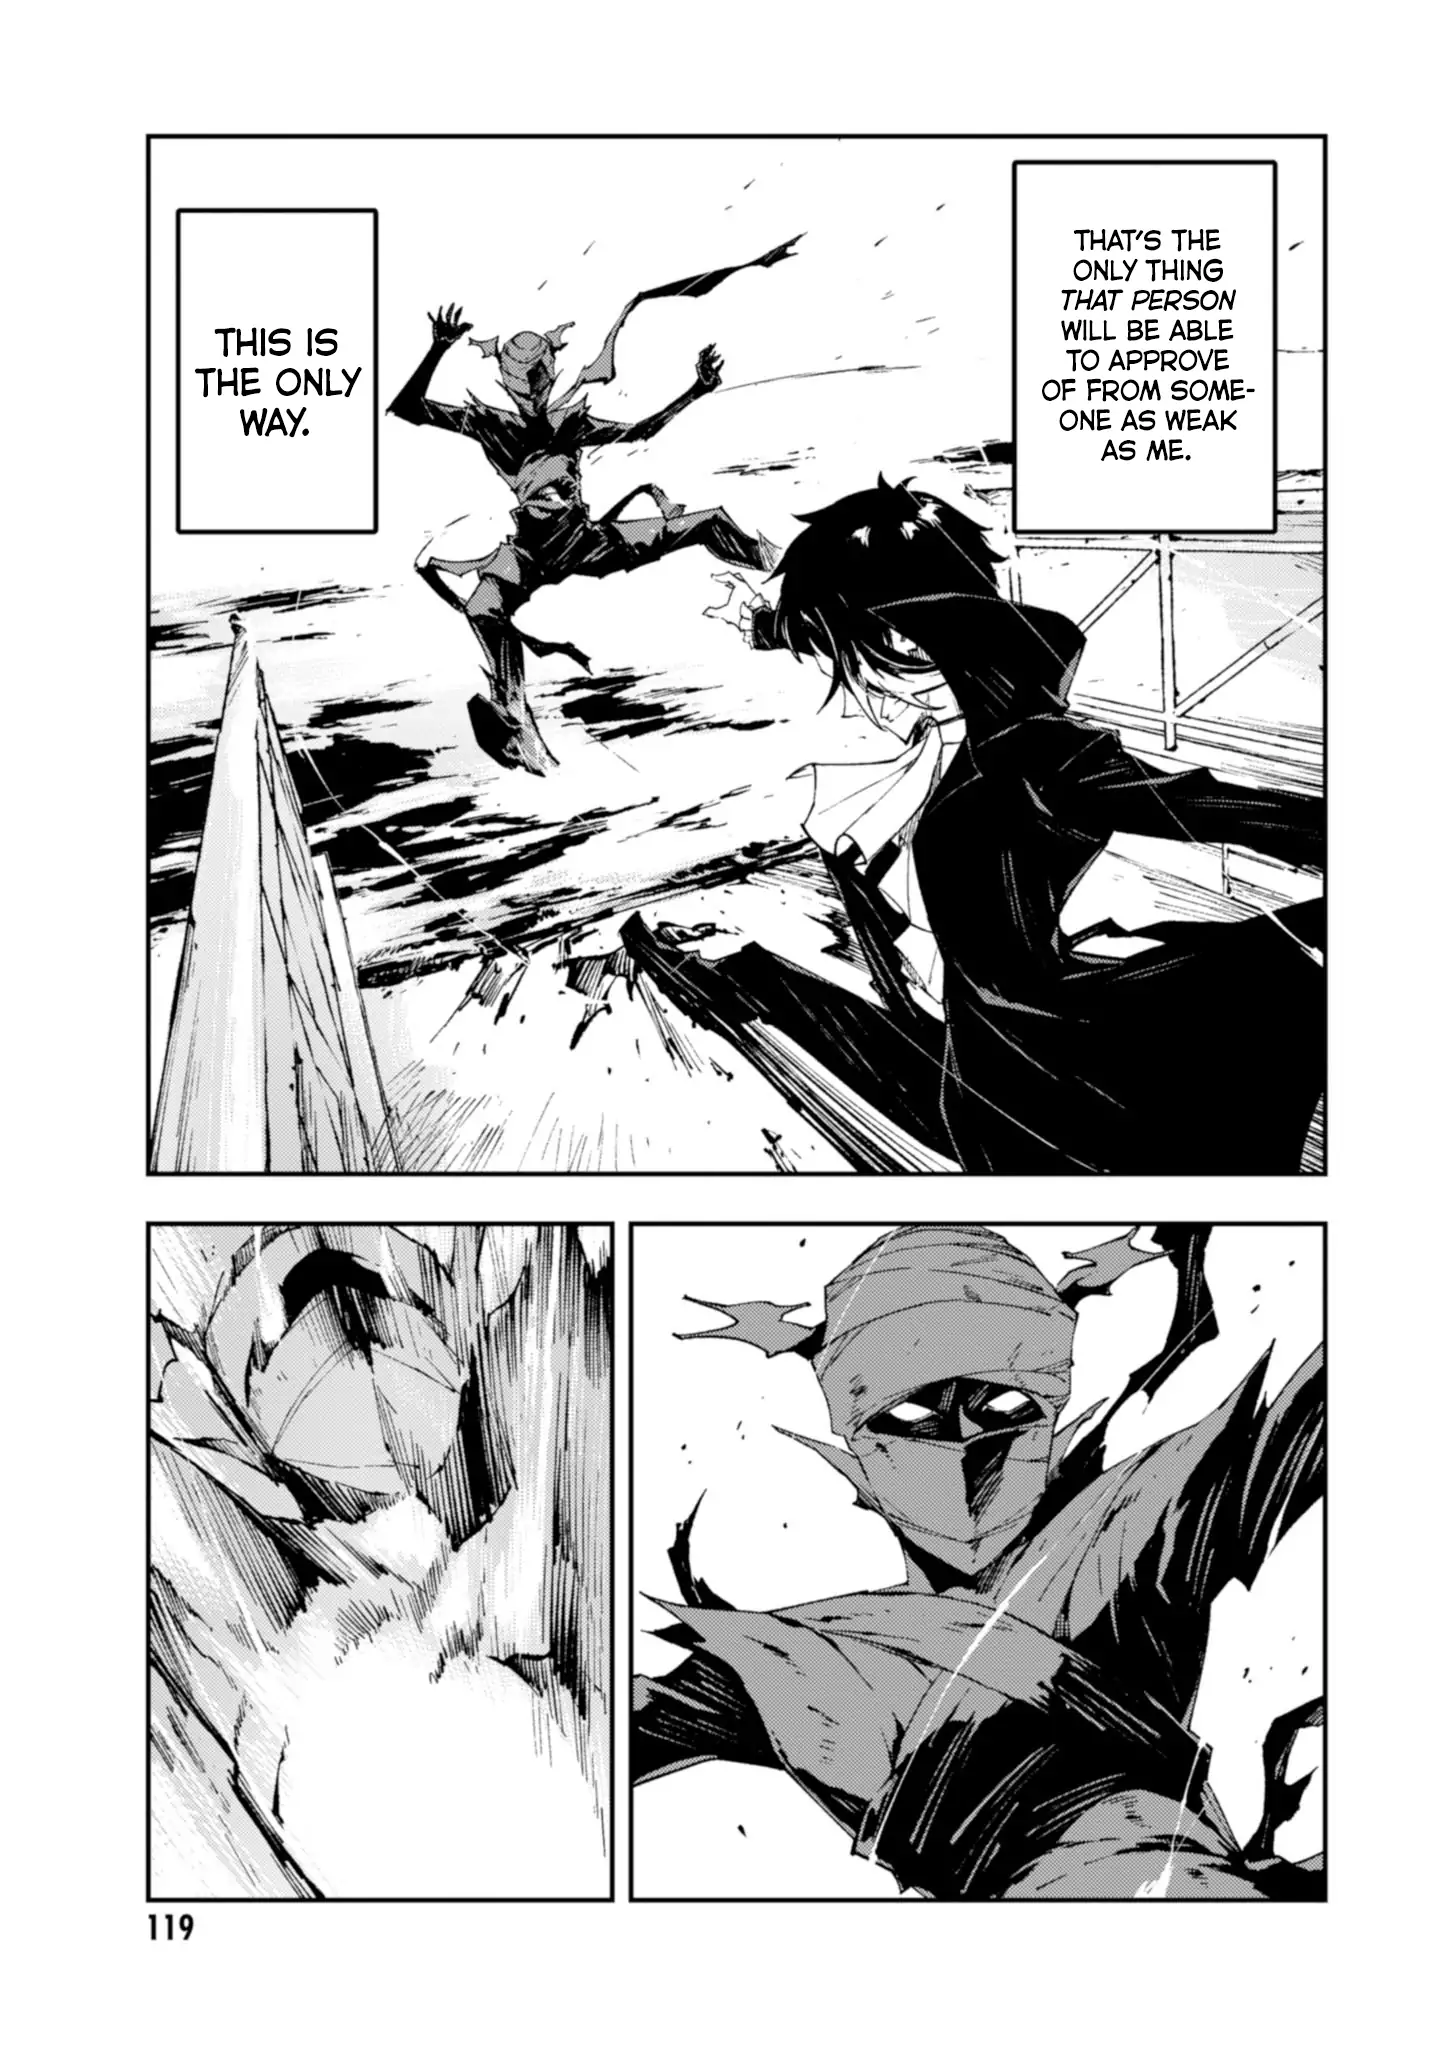 THAT'S THE
ONLY THING
THAT PERSON
WILL BE ABLE
TO APPROVE
OF FROM SOME-
ONE AS WEAK
AS ME.
THIS IS
THE ONLY
WAY.
119